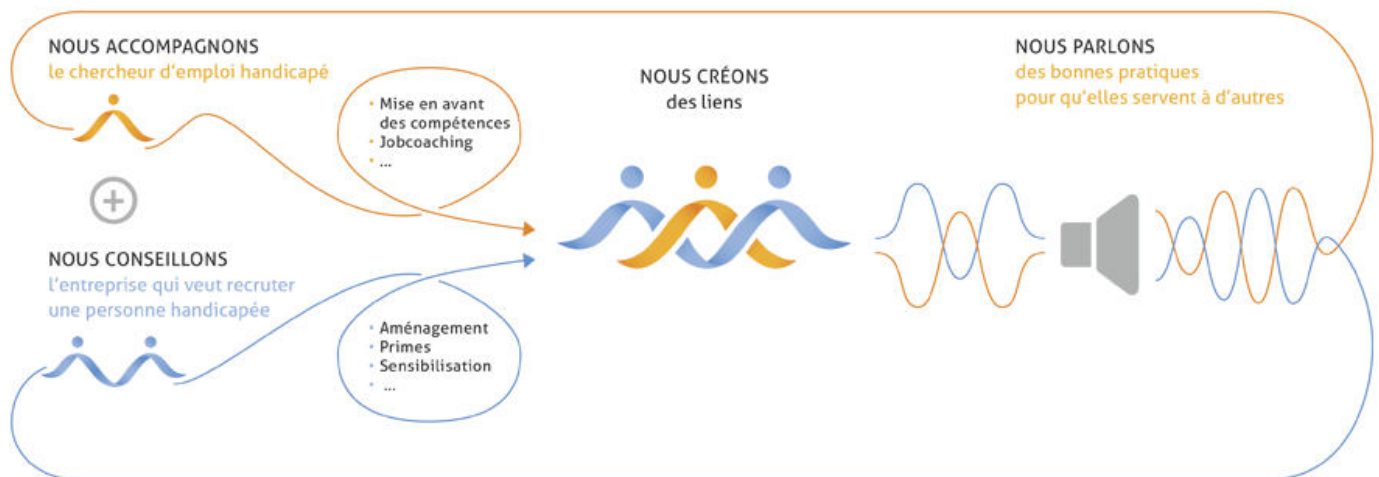 NOUS ACCOMPAGNONS
le chercheur d'emploi handicapé
• Mise en avant
des compétences
• Jobcoaching
• ...
NOUS CONSEILLONS
l'entreprise qui veut recruter
une personne handicapée
• Aménagement
• Primes
• Sensibilisation
• ...
NOUS CRÉONS
des liens
NOUS PARLONS
des bonnes pratiques
pour qu'elles servent à d'autres